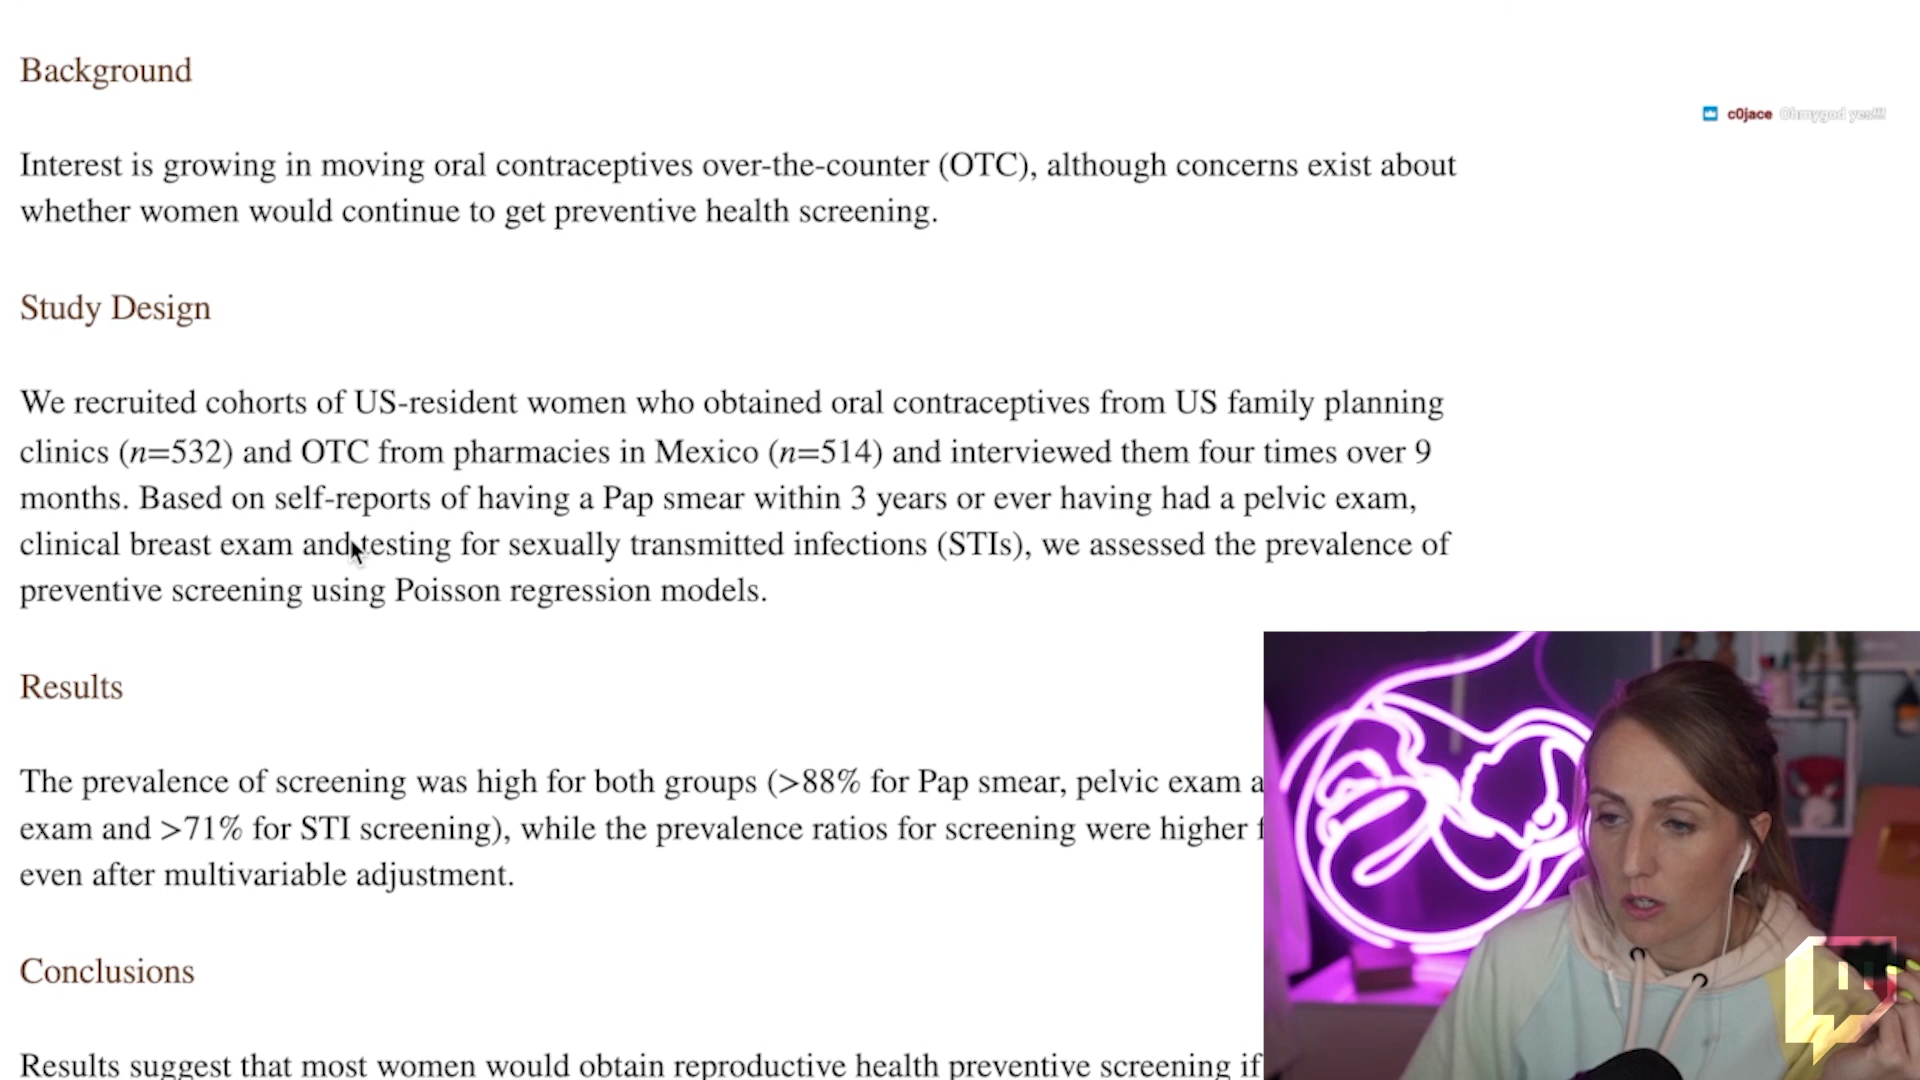 Background
c0jace Ohmygod yes!!!
Interest is growing in moving oral contraceptives over-the-counter (OTC), although concerns exist about
whether women would continue to get preventive health screening.
Study Design
We recruited cohorts of US-resident women who obtained oral contraceptives from US family planning
clinics (n=532) and OTC from pharmacies in Mexico (n=514) and interviewed them four times over 9
months. Based on self-reports of having a Pap smear within 3 years or ever having had a pelvic exam,
clinical breast exam and testing for sexually transmitted infections (STIs), we assessed the prevalence of
preventive screening using Poisson regression models.
Results
The prevalence of screening was high for both groups (>88% for Pap smear, pelvic exam
exam and >71% for STI screening), while the prevalence ratios for screening were higher
even after multivariable adjustment.
Conclusions
Results suggest that most women would obtain reproductive health preventive screening if